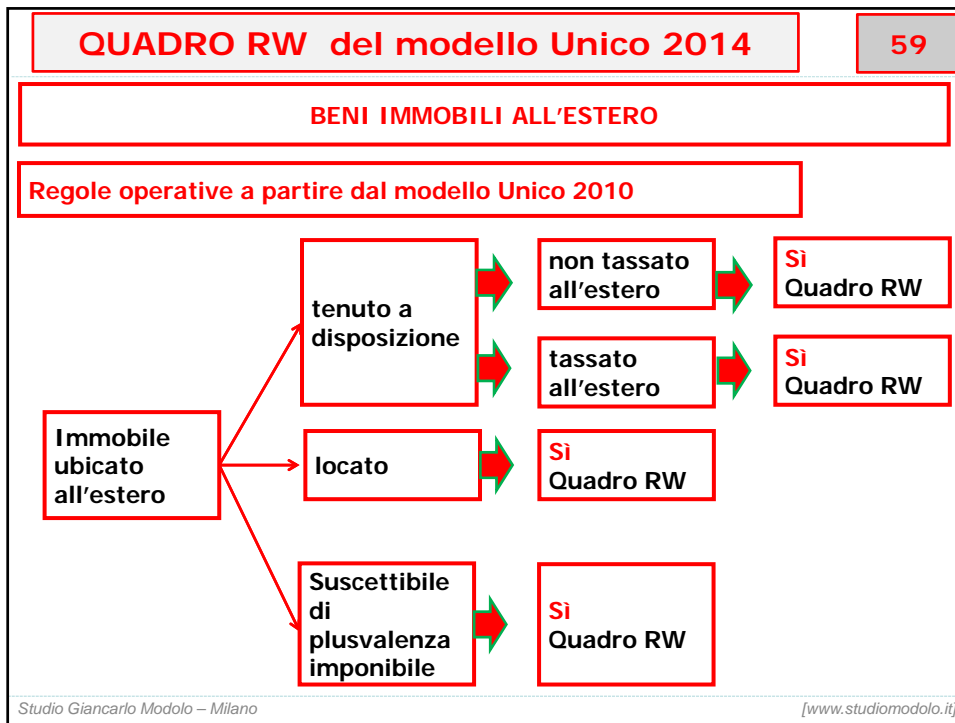 QUADRO RW del modello Unico 2014
59
BENI IMMOBILI ALL'ESTERO
Regole operative a partire dal modello Unico 2010
Immobile
ubicato
all'estero
tenuto a
disposizione
non tassato
all'estero
Sì
Quadro RW
tassato
all'estero
Sì
Quadro RW
locato
Sì
Quadro RW
Suscettibile
di
plusvalenza
imponibile
Sì
Quadro RW
Studio Giancarlo Modolo – Milano
[www.studiomodolo.it]